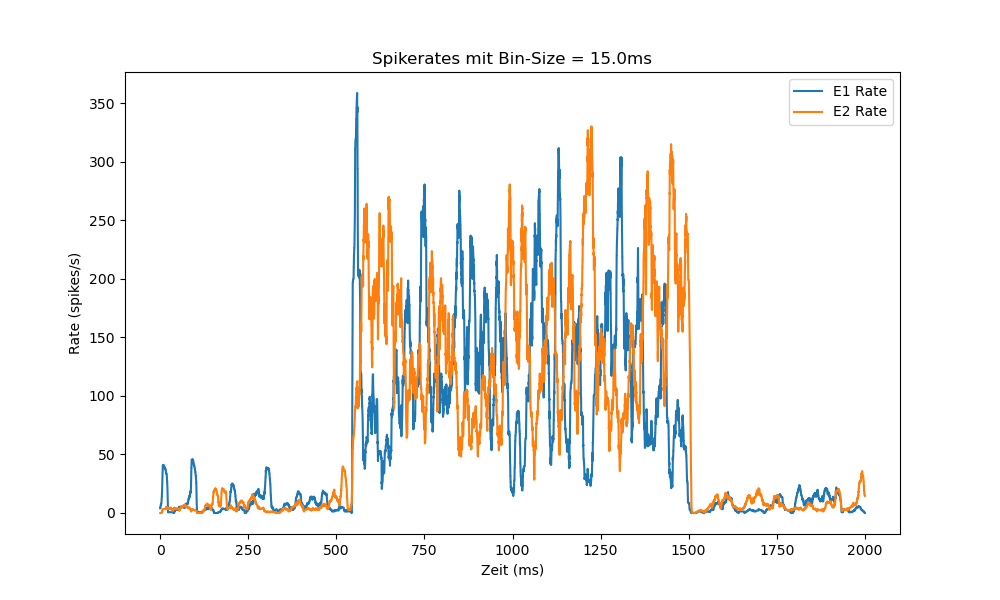 Spikerates mit Bin-Size = 15.0ms
E1 Rate
E2 Rate
350
300
250
200
150
100
50
0
Rate (spikes/s)
0 250 500 750 1000 1250 1500 1750 2000
Zeit (ms)